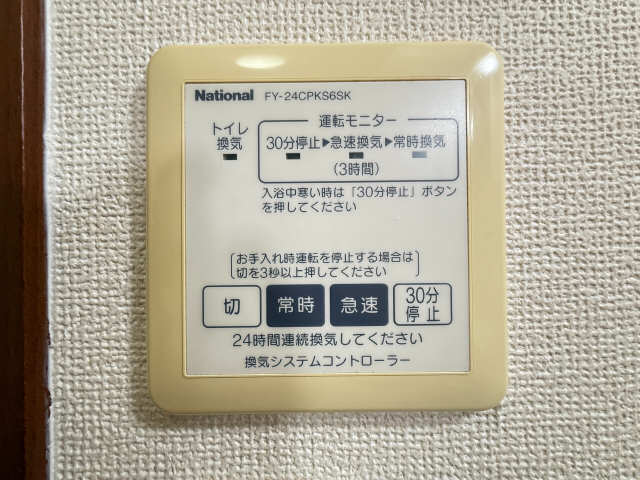 National FY-24CPKS6SK
トイレ
換気
運転モニター
30分停止▶急速換気▶常時換気
(3時間)
入浴中寒い時は「30分停止」ボタン
を押してください
お手入れ時運転を停止する場合は
切を3秒以上押してください
切 常時 急速 30分
停止
24時間連続換気してください
換気システムコントローラー